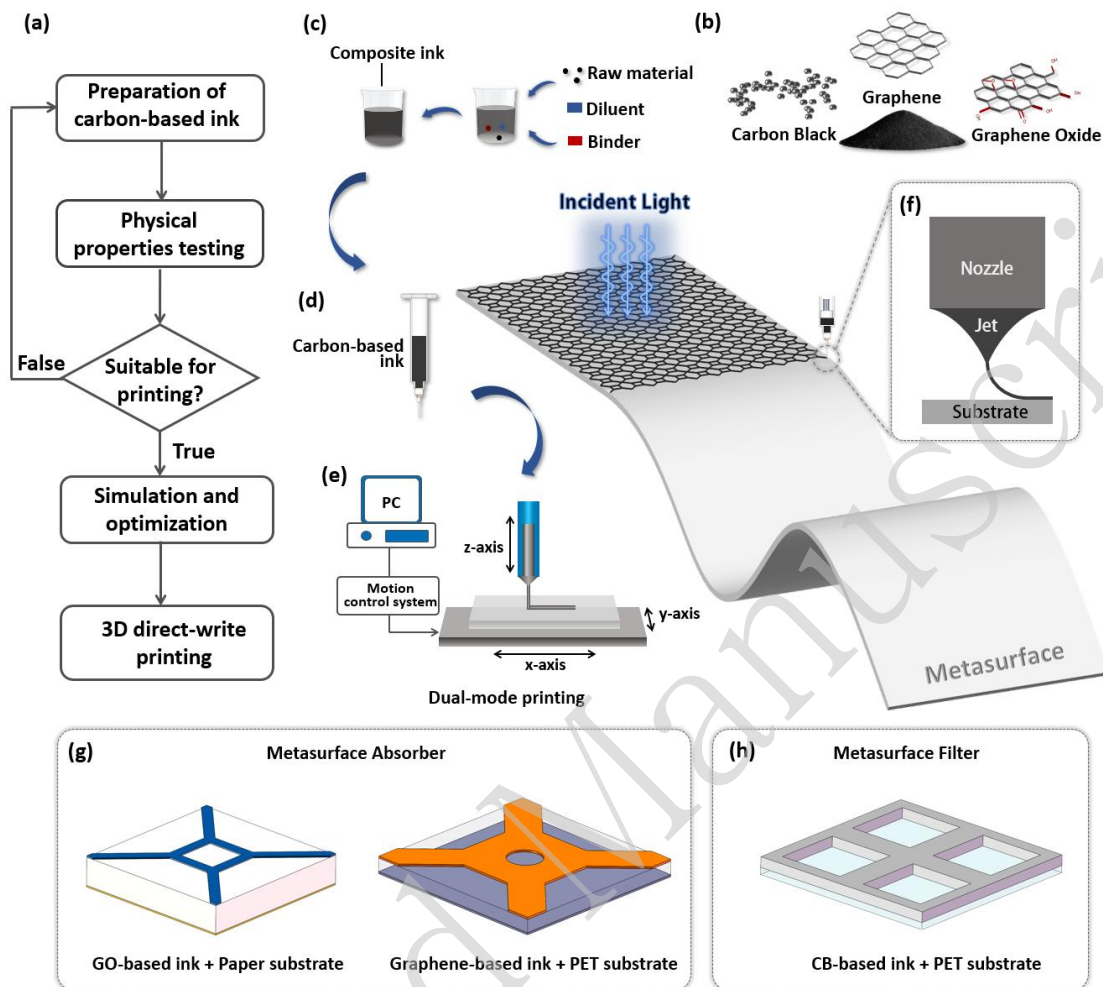 (a)
Preparation of
carbon-based ink
Physical
properties testing
Suitable for
printing?
False
True
Simulation and
optimization
3D direct-write
printing
(c)
Composite ink
Raw material
Diluent
Binder
(b)
Graphene
Carbon Black
Graphene Oxide
Incident Light
(d)
Carbon-based
ink
(f)
Nozzle
Jet
Substrate
(e)
PC
z-axis
Motion
control system
y-axis
x-axis
Dual-mode printing
Metasurface
(g)
Metasurface Absorber
GO-based ink + Paper substrate
Graphene-based ink + PET substrate
(h)
Metasurface Filter
CB-based ink + PET substrate
d Manuscri